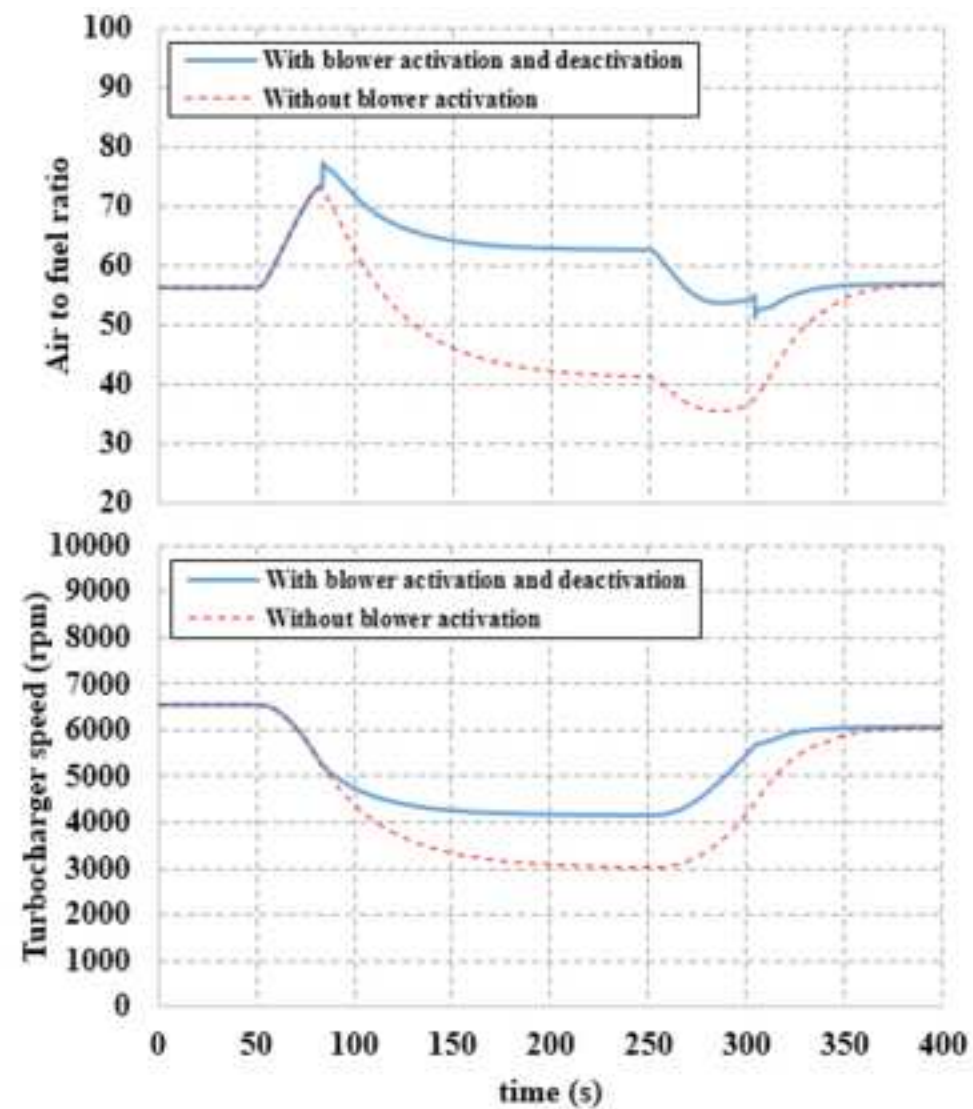 100
With blower activation and deactivation
90
Without blower activation
80
70
60
50
40
30
20
Air to fuel ratio
10000
With blower activation and deactivation
9000
Without blower activation
8000
7000
6000
5000
4000
3000
2000
1000
0
Turbocharger speed (rpm)
0 50 100 150 200 250 300 350 400
time (s)